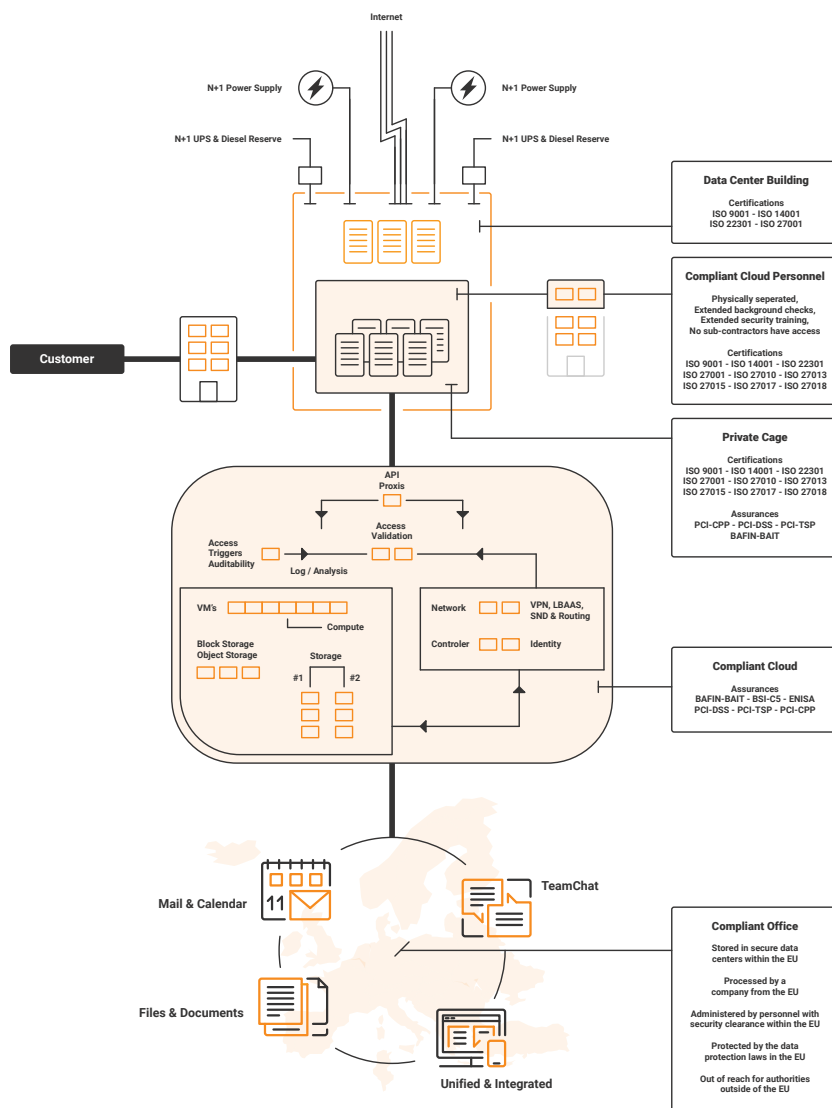 Internet
N+1 Power Supply
N+1 Power Supply
N+1 UPS & Diesel Reserve
N+1 UPS & Diesel Reserve
Data Center Building
Certifications
ISO 9001 - ISO 14001
ISO 22301 - ISO 27001
Compliant Cloud Personnel
Physically seperated,
Extended background checks,
Extended security training,
No sub-contractors have access
Certifications
ISO 9001 - ISO 14001 - ISO 22301
ISO 27001 - ISO 27010 - ISO 27013
ISO 27015 - ISO 27017 - ISO 27018
Customer
Private Cage
Certifications
ISO 9001 - ISO 14001 - ISO 22301
ISO 27001 - ISO 27010 - ISO 27013
ISO 27015 - ISO 27017 - ISO 27018
Assurances
PCI-CPP - PCI-DSS - PCI-TSP
BAFIN-BAIT
API
Proxis
Access
Validation
Access
Triggers
Auditability
Log / Analysis
VM's
Compute
Block Storage
Object Storage
Storage
#1
#2
Network
VPN, LBAAS,
SND & Routing
Controler
Identity
Compliant Cloud
Assurances
BAFIN-BAIT - BSI-C5 - ENISA
PCI-DSS - PCI-TSP - PCI-CPP
11
Mail & Calendar
TeamChat
Files & Documents
Unified & Integrated
Compliant Office
Stored in secure data
centers within the EU
Processed by a
company from the EU
Administered by personnel with
security clearance within the EU
Protected by the data
protection laws in the EU
Out of reach for authorities
outside of the EU